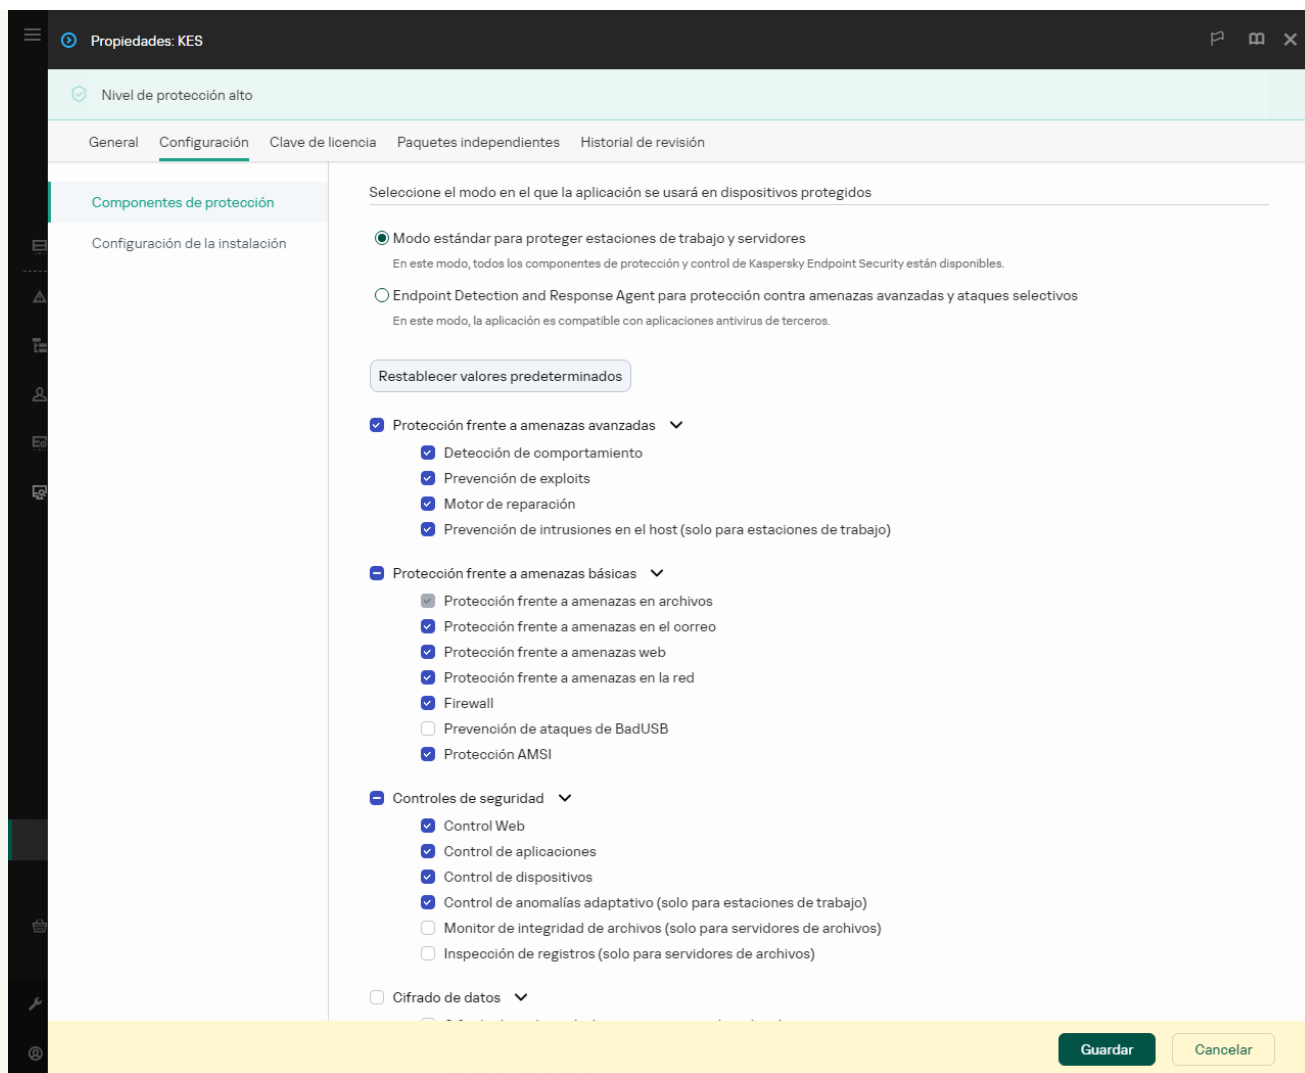 Propiedades: KES
Nivel de protección alto
General Configuración Clave de licencia Paquetes independientes Historial de revisión
Componentes de protección
Configuración de la instalación
Seleccione el modo en el que la aplicación se usará en dispositivos protegidos
Modo estándar para proteger estaciones de trabajo y servidores
En este modo, todos los componentes de protección y control de Kaspersky Endpoint Security están disponibles.
Endpoint Detection and Response Agent para protección contra amenazas avanzadas y ataques selectivos
En este modo, la aplicación es compatible con aplicaciones antivirus de terceros.
Restablecer valores predeterminados
Protección frente a amenazas avanzadas
Detección de comportamiento
Prevención de exploits
Motor de reparación
Prevención de intrusiones en el host (solo para estaciones de trabajo)
Protección frente a amenazas básicas
Protección frente a amenazas en archivos
Protección frente a amenazas en el correo
Protección frente a amenazas web
Protección frente a amenazas en la red
Firewall
Prevención de ataques de BadUSB
Protección AMSI
Controles de seguridad
Control Web
Control de aplicaciones
Control de dispositivos
Control de anomalías adaptativo (solo para estaciones de trabajo)
Monitor de integridad de archivos (solo para servidores de archivos)
Inspección de registros (solo para servidores de archivos)
Cifrado de datos
Guardar Cancelar